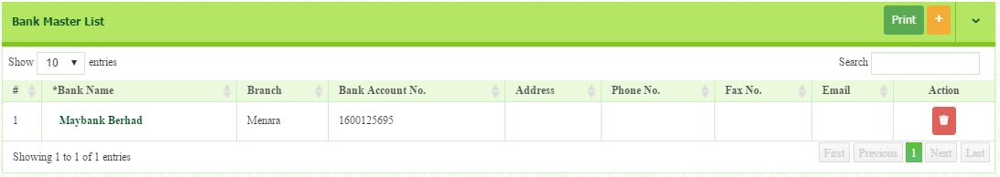 Bank Master List Print +
Show 10 entries Search
# *Bank Name Branch Bank Account No. Address Phone No. Fax No. Email Action
1 Maybank Berhad Menara 1600125695
Showing 1 to 1 of 1 entries First Previous 1 Next Last